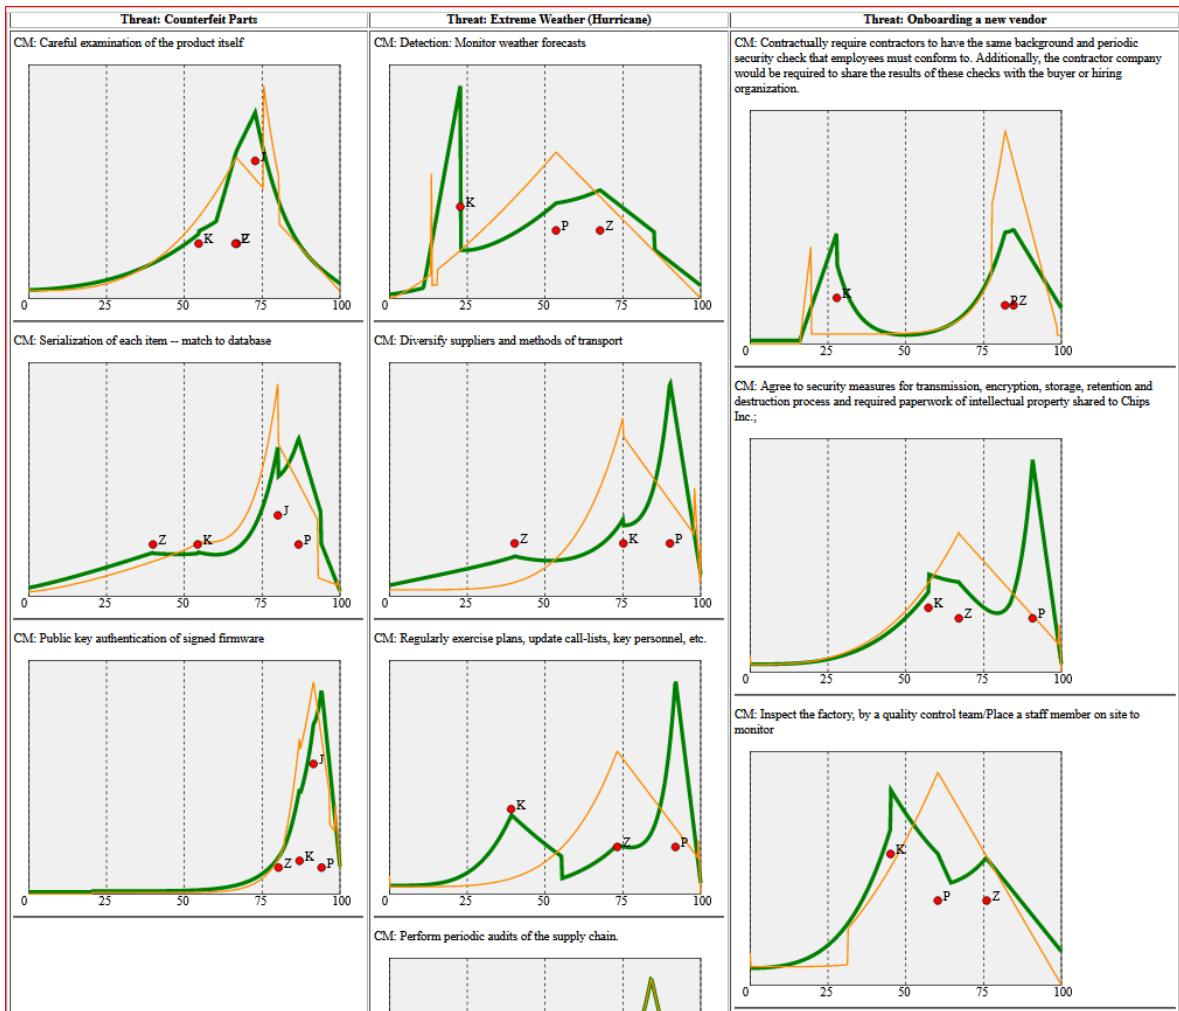 Threat: Counterfeit Parts
CM: Careful examination of the product itself
J
K
Z
0 25 50 75 100
CM: Serialization of each item -- match to database
Z K J P
0 25 50 75 100
CM: Public key authentication of signed firmware
J
Z K P
0 25 50 75 100
Threat: Extreme Weather (Hurricane)
CM: Detection: Monitor weather forecasts
K
P Z
0 25 50 75 100
CM: Diversify suppliers and methods of transport
Z K P
0 25 50 75 100
CM: Regularly exercise plans, update call-lists, key personnel, etc.
K
Z P
0 25 50 75 100
CM: Perform periodic audits of the supply chain.
Threat: Onboarding a new vendor
CM: Contractually require contractors to have the same background and periodic
security check that employees must conform to. Additionally, the contractor company
would be required to share the results of these checks with the buyer or hiring
organization.
K
P Z
0 25 50 75 100
CM: Agree to security measures for transmission, encryption, storage, retention and
destruction process and required paperwork of intellectual property shared to Chips
Inc.;
K
Z P
0 25 50 75 100
CM: Inspect the factory, by a quality control team/Place a staff member on site to
monitor
K
P Z
0 25 50 75 100